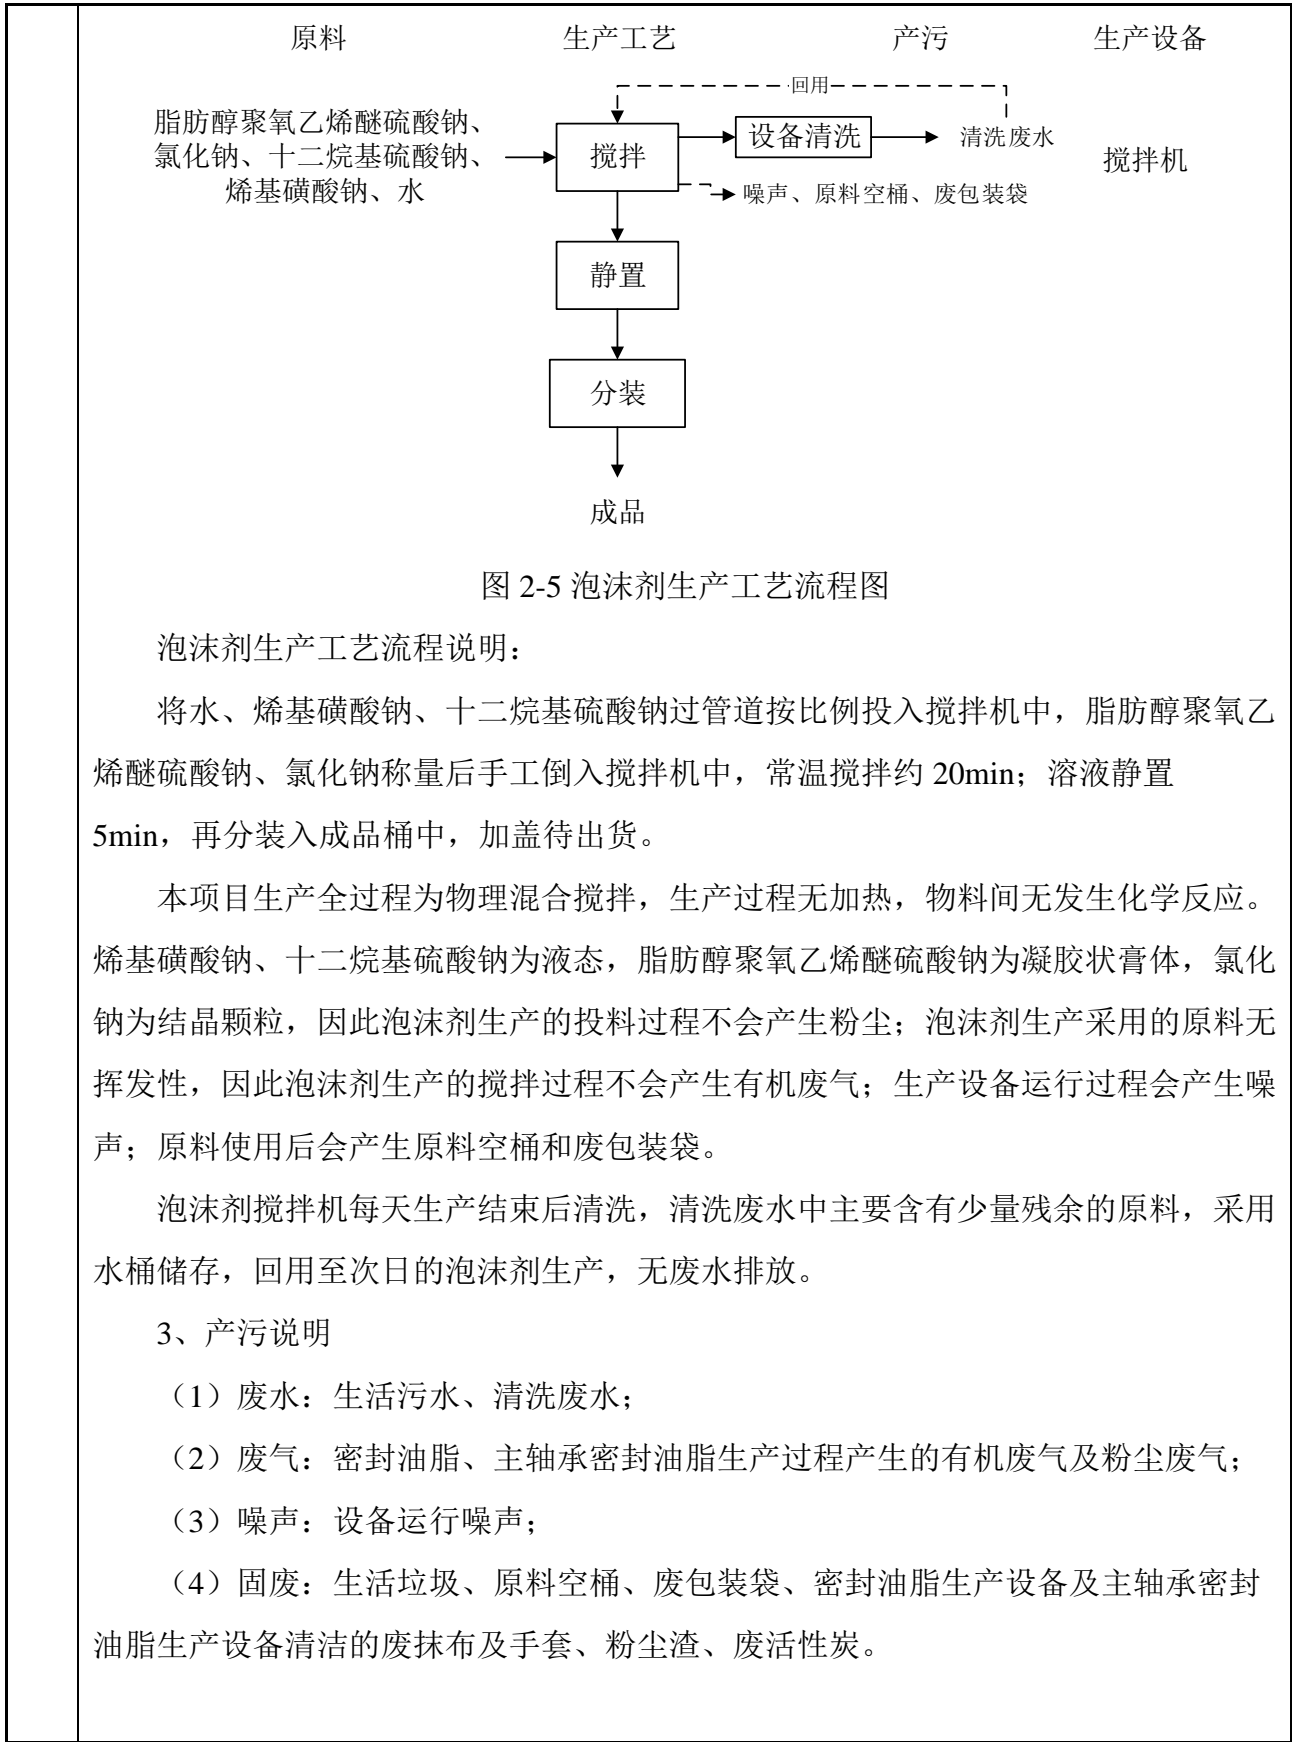 原料 生产工艺 产污 生产设备
回用
脂肪醇聚氧乙烯醚硫酸钠、
氯化钠、十二烷基硫酸钠、
烯基磺酸钠、水
搅拌
设备清洗
清洗废水
搅拌机
噪声、原料空桶、废包装袋
静置
分装
成品
图 2-5 泡沫剂生产工艺流程图
泡沫剂生产工艺流程说明：
将水、烯基磺酸钠、十二烷基硫酸钠过管道按比例投入搅拌机中，脂肪醇聚氧乙
烯醚硫酸钠、氯化钠称量后手工倒入搅拌机中，常温搅拌约 20min；溶液静置
5min，再分装入成品桶中，加盖待出货。
本项目生产全过程为物理混合搅拌，生产过程无加热，物料间无发生化学反应。
烯基磺酸钠、十二烷基硫酸钠为液态，脂肪醇聚氧乙烯醚硫酸钠为凝胶状膏体，氯化
钠为结晶颗粒，因此泡沫剂生产的投料过程不会产生粉尘；泡沫剂生产采用的原料无
挥发性，因此泡沫剂生产的搅拌过程不会产生有机废气；生产设备运行过程会产生噪
声；原料使用后会产生原料空桶和废包装袋。
泡沫剂搅拌机每天生产结束后清洗，清洗废水中主要含有少量残余的原料，采用
水桶储存，回用至次日的泡沫剂生产，无废水排放。
3、产污说明
（1）废水：生活污水、清洗废水；
（2）废气：密封油脂、主轴承密封油脂生产过程产生的有机废气及粉尘废气；
（3）噪声：设备运行噪声；
（4）固废：生活垃圾、原料空桶、废包装袋、密封油脂生产设备及主轴承密封
油脂生产设备清洁的废抹布及手套、粉尘渣、废活性炭。